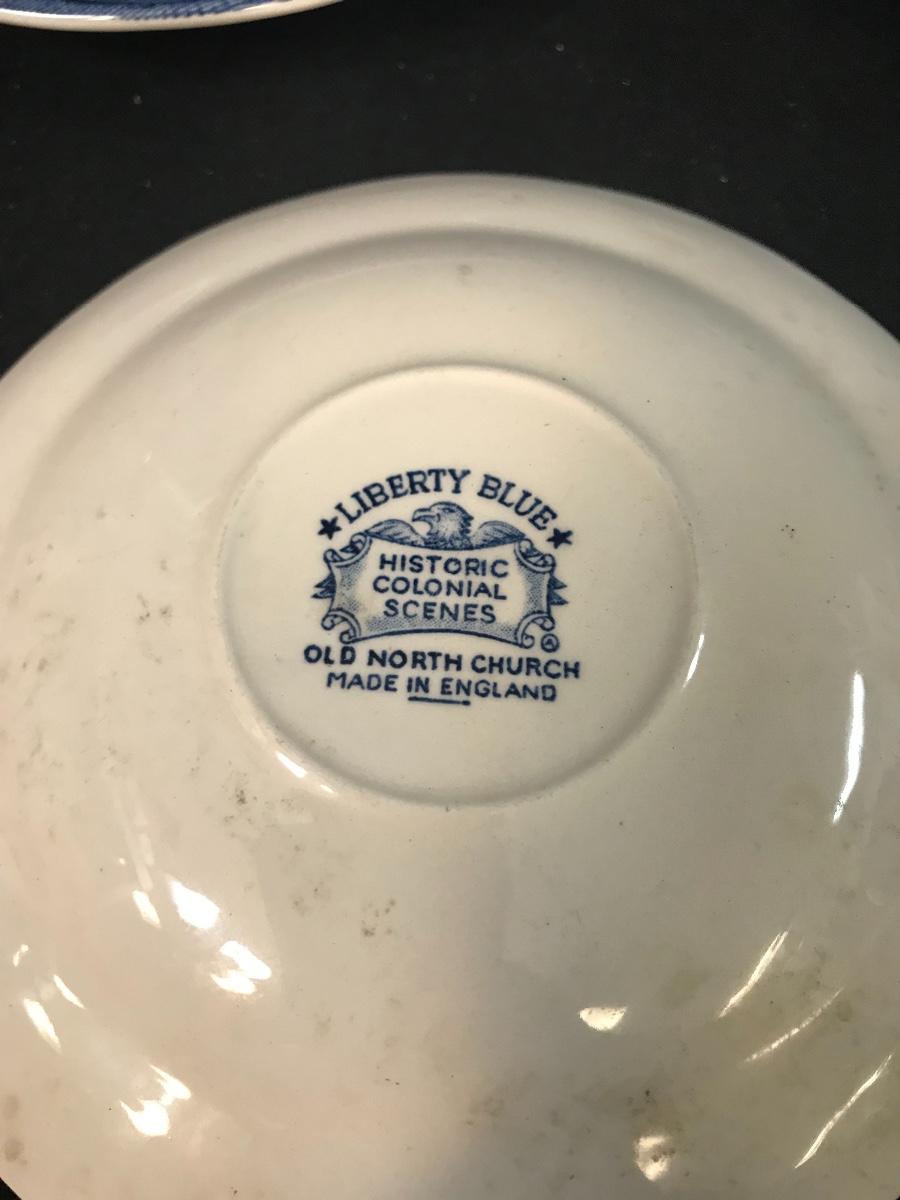 LIBERTY BLUE
HISTORIC
COLONIAL
SCENES
OLD NORTH CHURCH
MADE IN ENGLAND